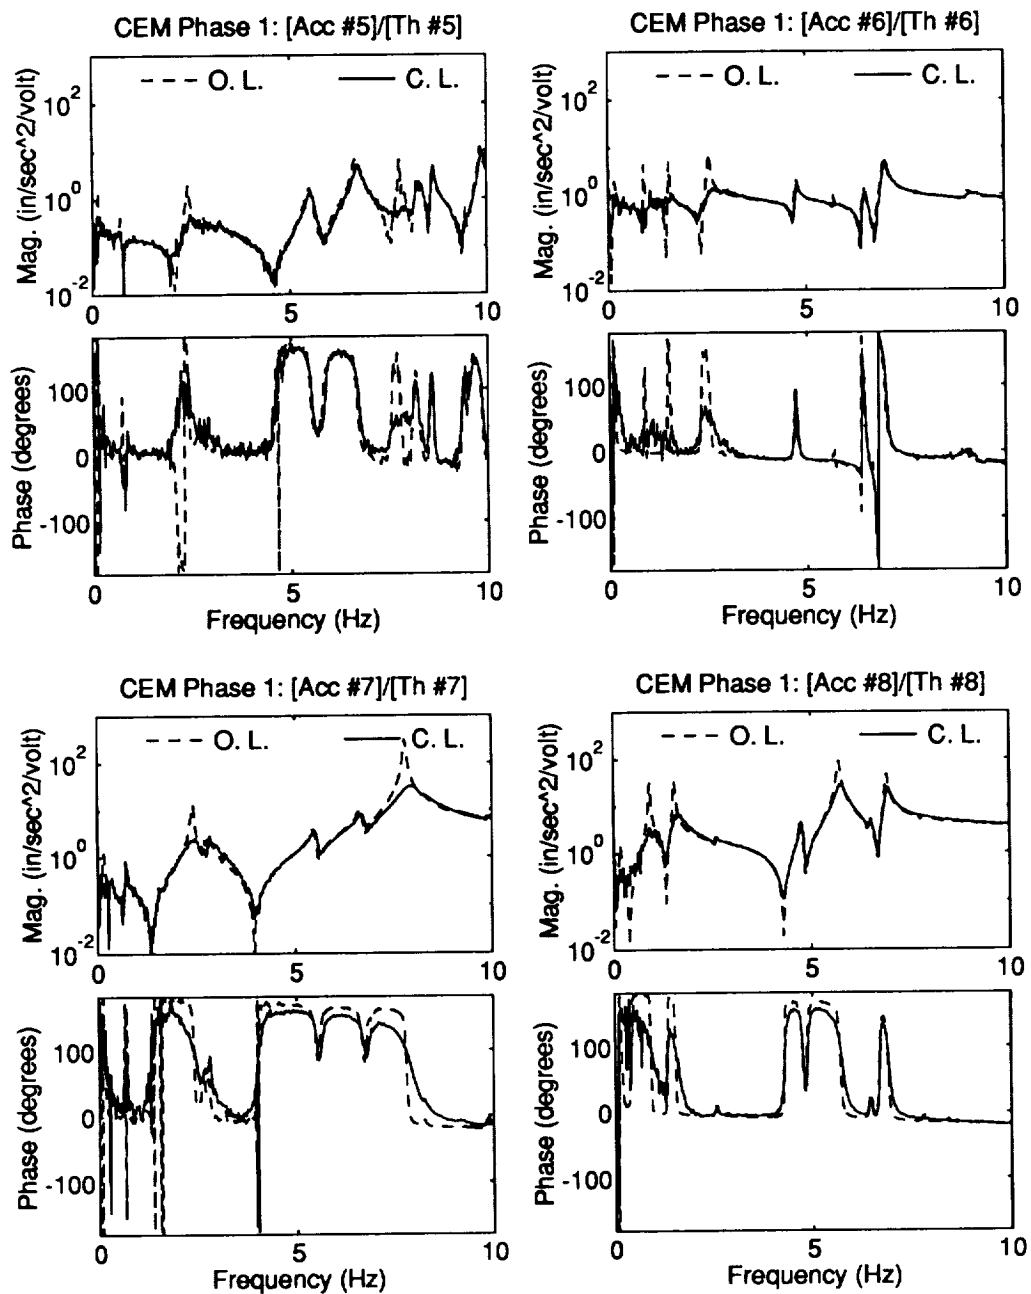 CEM Phase 1: [Acc #5]/[Th #5]
O. L.
C. L.
Mag. (in/sec^2/volt)
10^2
10^0
10^-2
0
5
10
Phase (degrees)
100
0
-100
0
5
10
Frequency (Hz)
CEM Phase 1: [Acc #6]/[Th #6]
O. L.
C. L.
Mag. (in/sec^2/volt)
10^2
10^0
10^-2
0
5
10
Phase (degrees)
100
0
-100
0
5
10
Frequency (Hz)
CEM Phase 1: [Acc #7]/[Th #7]
O. L.
C. L.
Mag. (in/sec^2/volt)
10^2
10^0
10^-2
0
5
10
Phase (degrees)
100
0
-100
0
5
10
Frequency (Hz)
CEM Phase 1: [Acc #8]/[Th #8]
O. L.
C. L.
Mag. (in/sec^2/volt)
10^2
10^0
10^-2
0
5
10
Phase (degrees)
100
0
-100
0
5
10
Frequency (Hz)